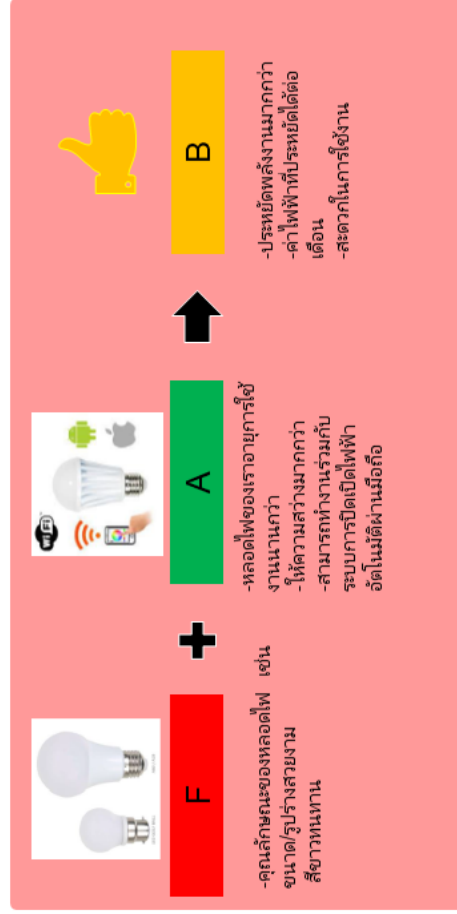 F
-คุณลักษณะของหลอดไฟ เช่น
ขนาด/รูปร่างสวยงาม
สีขาวทนทาน
WiFi
A
-หลอดไฟของเราอายุการใช้
งานนานกว่า
-ให้ความสว่างมากกว่า
-สามารถทำงานร่วมกับ
ระบบการปิดเปิดไฟฟ้า
อัตโนมัติผ่านมือถือ
B
-ประหยัดพลังงานมากกว่า
-ค่าไฟฟ้าที่ประหยัดได้ต่อ
เดือน
-สะดวกในการใช้งาน